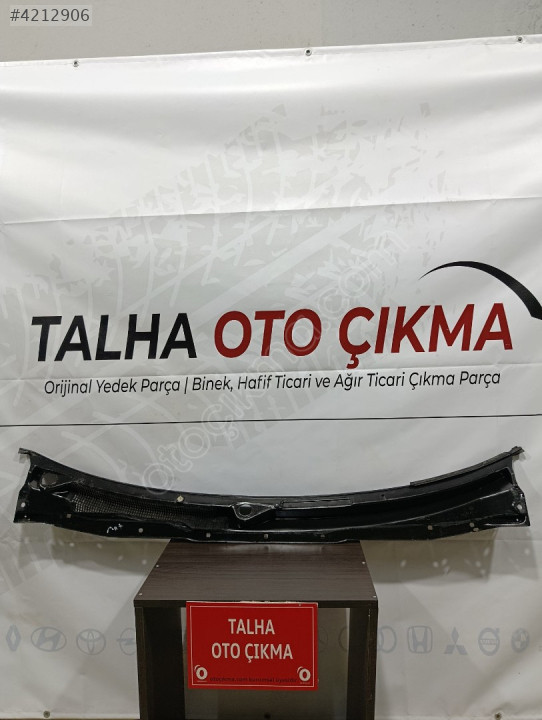 #4212906
TALHA OTO ÇIKMA
Orijinal Yedek Parça | Binek, Hafif Ticari ve Ağır Ticari Çıkma Parça
TALHA
OTO ÇIKMA